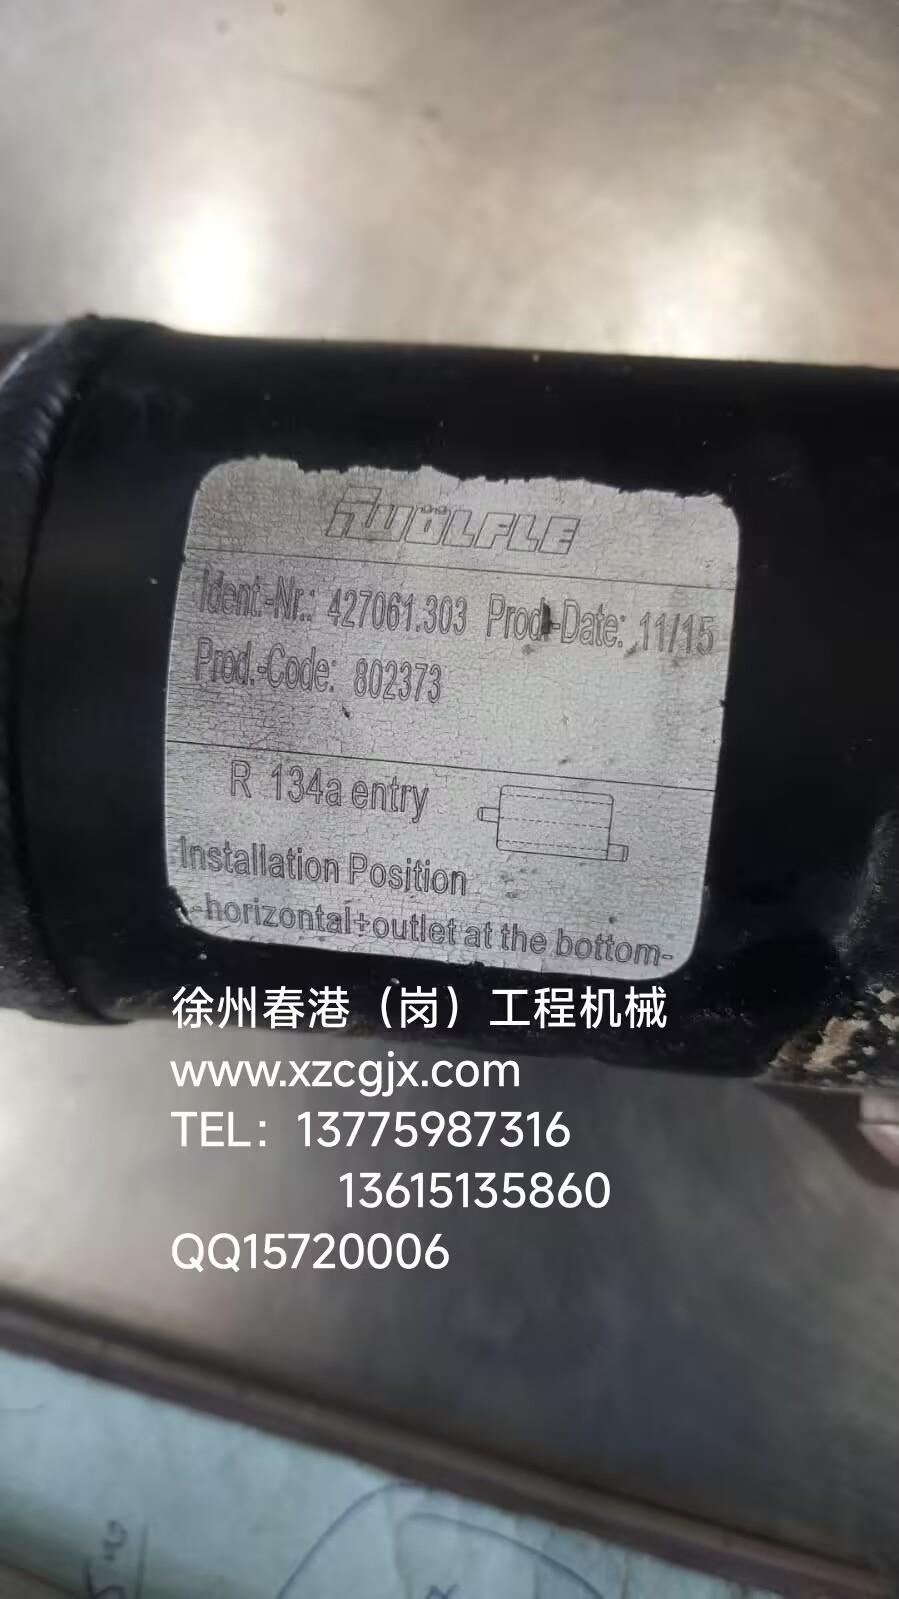 WÖLFLE
Ident.-Nr.: 427061.303 Prod.-Date: 11/15
Prod.-Code: 802373
R 134a entry
Installation Position
-horizontal+outlet at the bottom-
徐州春港（岗）工程机械
www.xzcgjx.com
TEL：13775987316
13615135860
QQ15720006